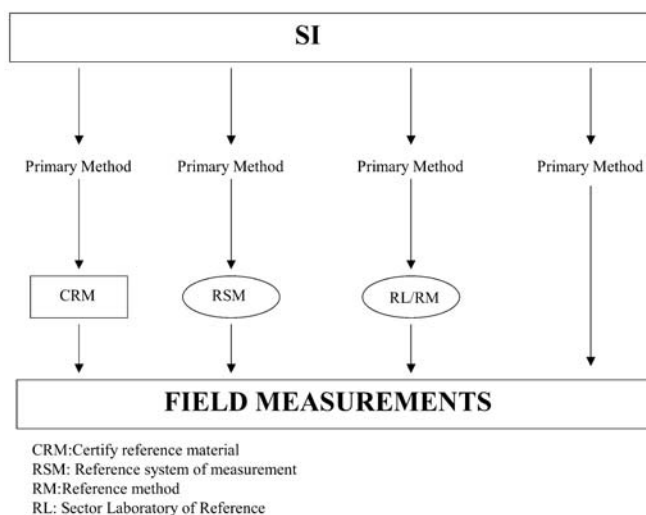 SI
Primary Method Primary Method Primary Method Primary Method
CRM RSM RL/RM
FIELD MEASUREMENTS
CRM:Certify reference material
RSM: Reference system of measurement
RM:Reference method
RL: Sector Laboratory of Reference